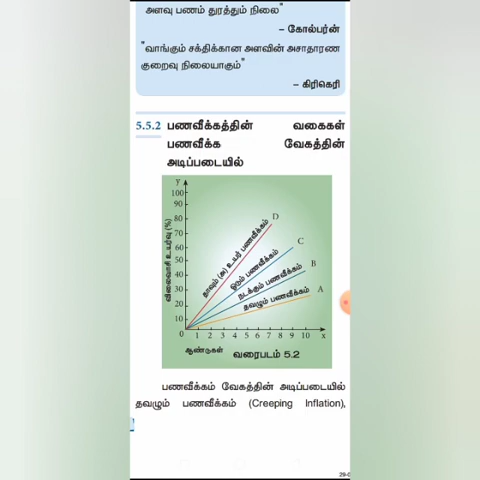 அளவு பணம் துரத்தும் நிலை"
– கோல்பர்ன்
"வாங்கும் சக்திக்கான அளவின் அசாதாரண
குறைவு நிலையாகும்"
– கிரிகெரி
5.5.2 பணவீக்கத்தின் வகைகள்
பணவீக்க வேகத்தின்
அடிப்படையில்
y
100
90
80
70
60
50
40
30
20
10
0 1 2 3 4 5 6 7 8 9 10 x
விலைவாசி உயர்வு (%)
தாவும் (அ) உயர் பணவீக்கம் D
ஓடும் பணவீக்கம் C
நடக்கும் பணவீக்கம் B
தவழும் பணவீக்கம் A
ஆண்டுகள்
வரைபடம் 5.2
பணவீக்கம் வேகத்தின் அடிப்படையில்
தவழும் பணவீக்கம் (Creeping Inflation),